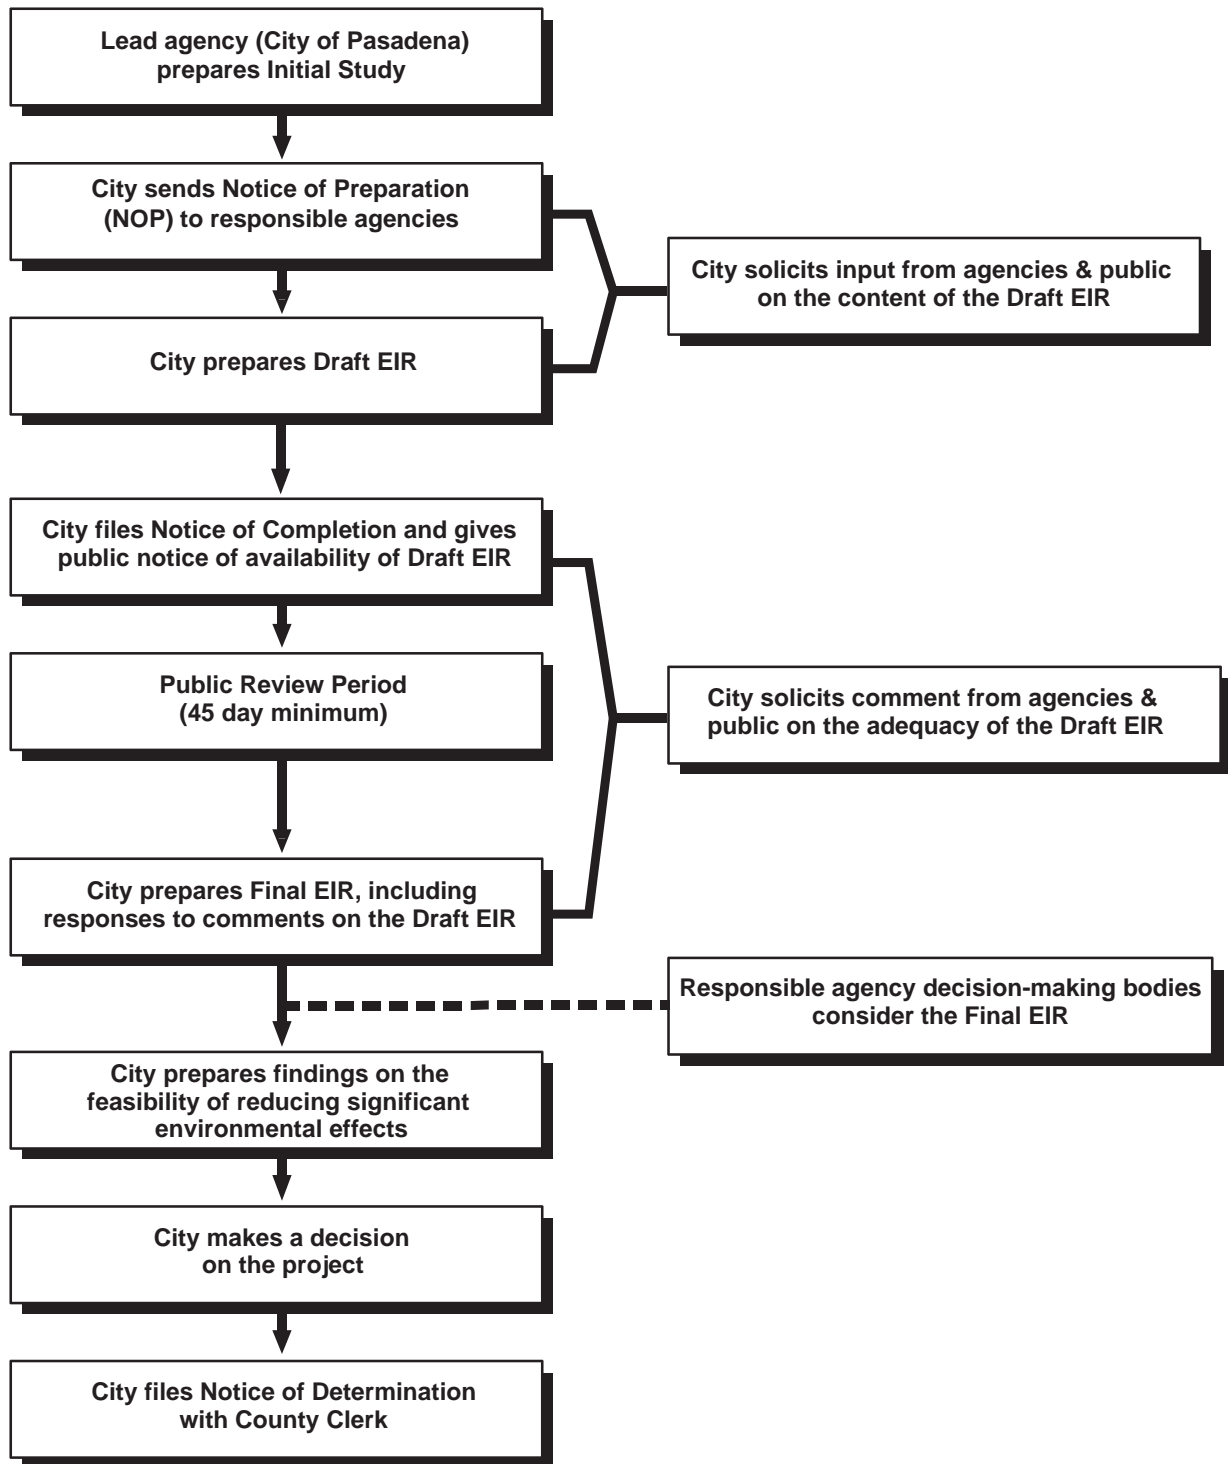 Lead agency (City of Pasadena)
prepares Initial Study
City sends Notice of Preparation
(NOP) to responsible agencies
City solicits input from agencies & public
on the content of the Draft EIR
City prepares Draft EIR
City files Notice of Completion and gives
public notice of availability of Draft EIR
Public Review Period
(45 day minimum)
City solicits comment from agencies &
public on the adequacy of the Draft EIR
City prepares Final EIR, including
responses to comments on the Draft EIR
Responsible agency decision-making bodies
consider the Final EIR
City prepares findings on the
feasibility of reducing significant
environmental effects
City makes a decision
on the project
City files Notice of Determination
with County Clerk